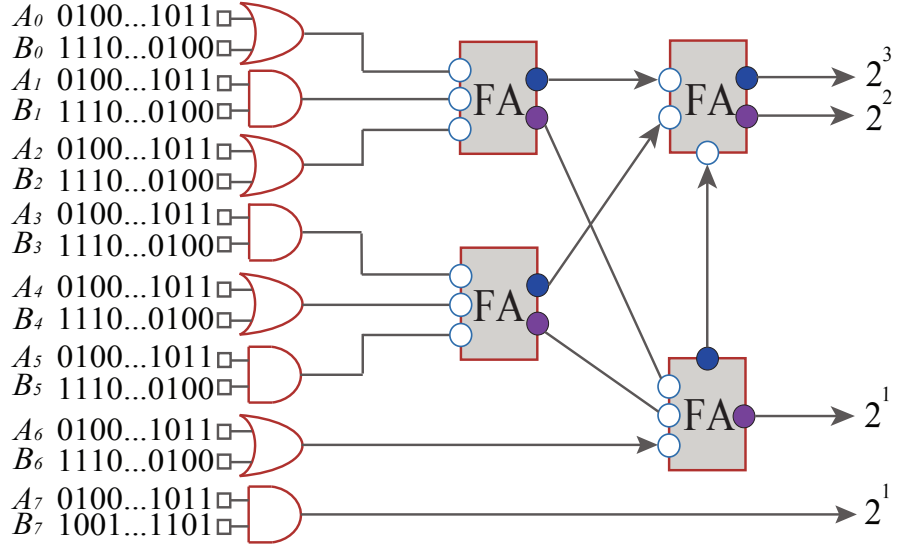 A0 0100...1011
B0 1110...0100
A1 0100...1011
B1 1110...0100
A2 0100...1011
B2 1110...0100
A3 0100...1011
B3 1110...0100
A4 0100...1011
B4 1110...0100
A5 0100...1011
B5 1110...0100
A6 0100...1011
B6 1110...0100
A7 0100...1011
B7 1001...1101
FA
FA
FA
FA
2^3
2^2
2^1
2^1